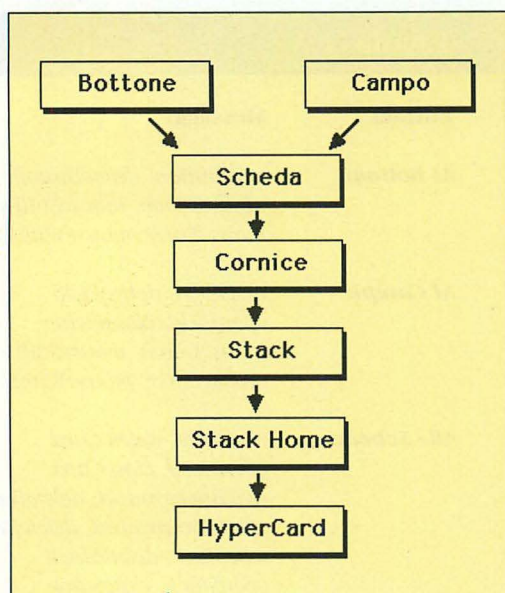 Bottone
Campo
Scheda
Cornice
Stack
Stack Home
HyperCard